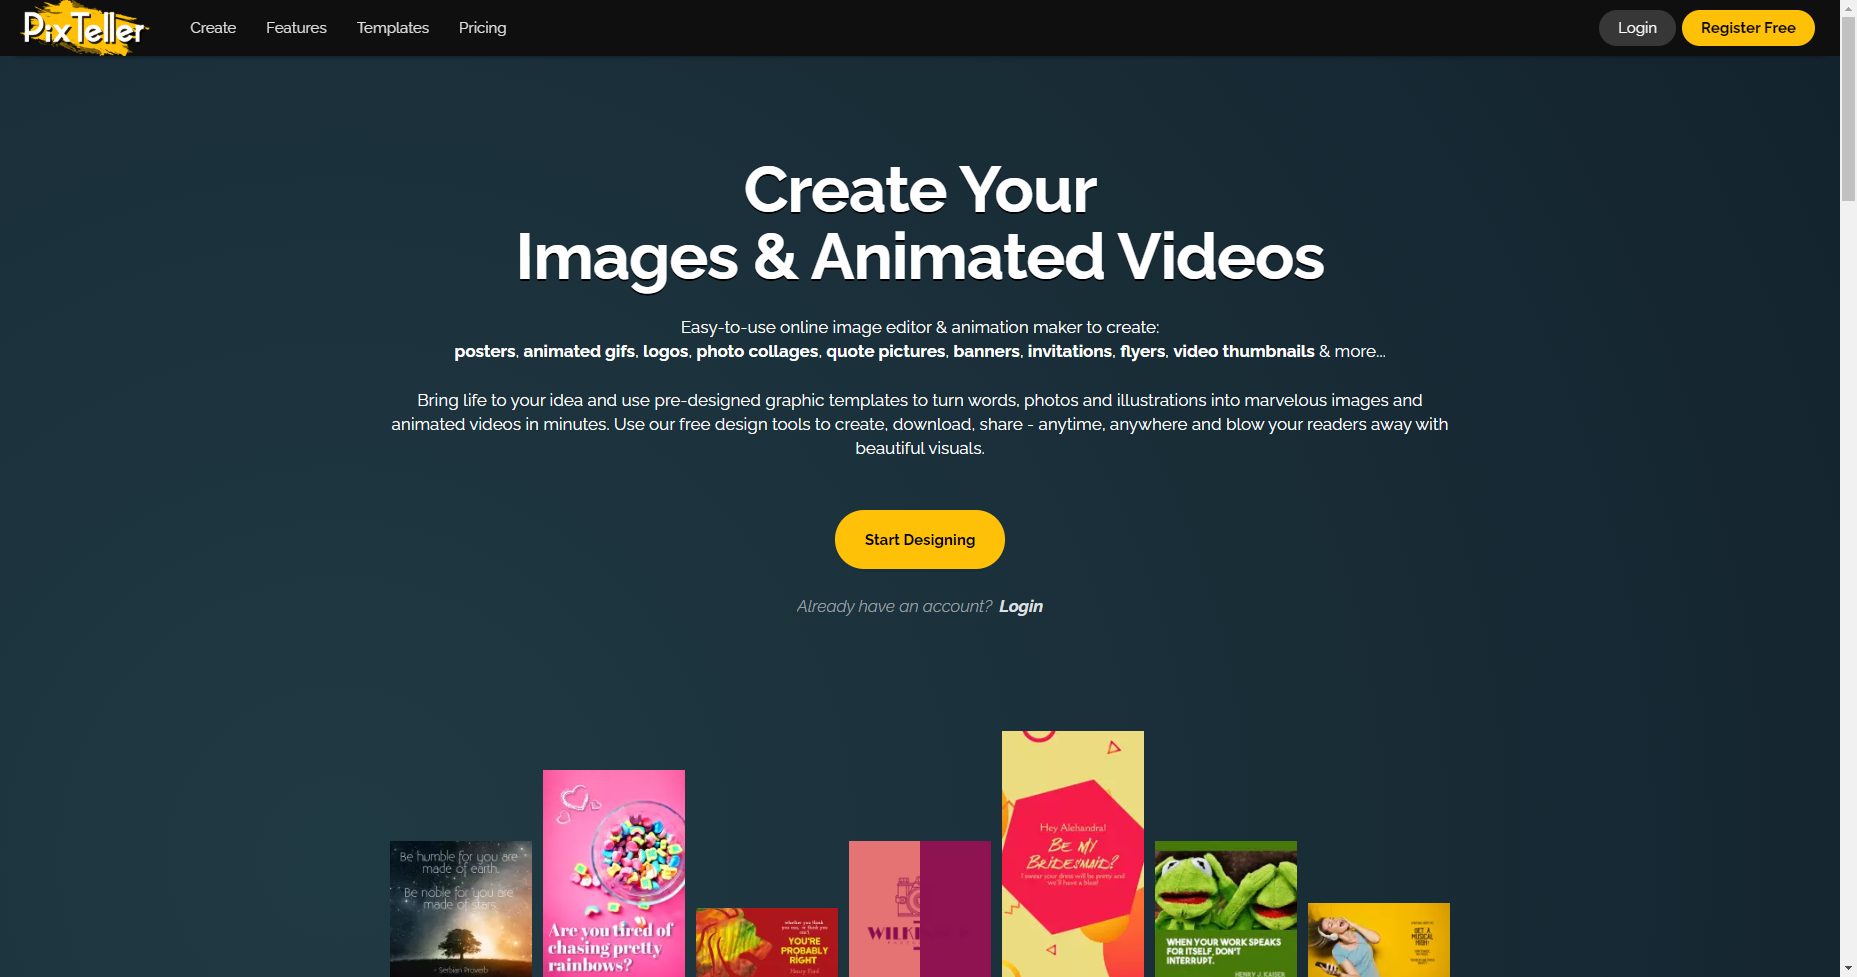 PixTeller
Create
Features
Templates
Pricing
Login
Register Free
Create Your
Images & Animated Videos
Easy-to-use online image editor & animation maker to create:
posters, animated gifs, logos, photo collages, quote pictures, banners, invitations, flyers, video thumbnails & more...
Bring life to your idea and use pre-designed graphic templates to turn words, photos and illustrations into marvelous images and
animated videos in minutes. Use our free design tools to create, download, share - anytime, anywhere and blow your readers away with
beautiful visuals.
Start Designing
Already have an account? Login
Be humble for you are
made of earth.
Be noble for you are
made of stars.
- Serbian Proverb
Are you tired of
chasing pretty
rainbows?
whether you think
you can, or think you
can't
YOU'RE
PROBABLY
RIGHT
Henry Ford
Hey Alehandra!
BE MY
BRIDESMAID?
I swear your dress will be pretty and
we'll have a blast!
WHEN YOUR WORK SPEAKS
FOR ITSELF, DON'T
INTERRUPT.
HENRY J. KAISER
GET A
MUSICAL
HIGH!